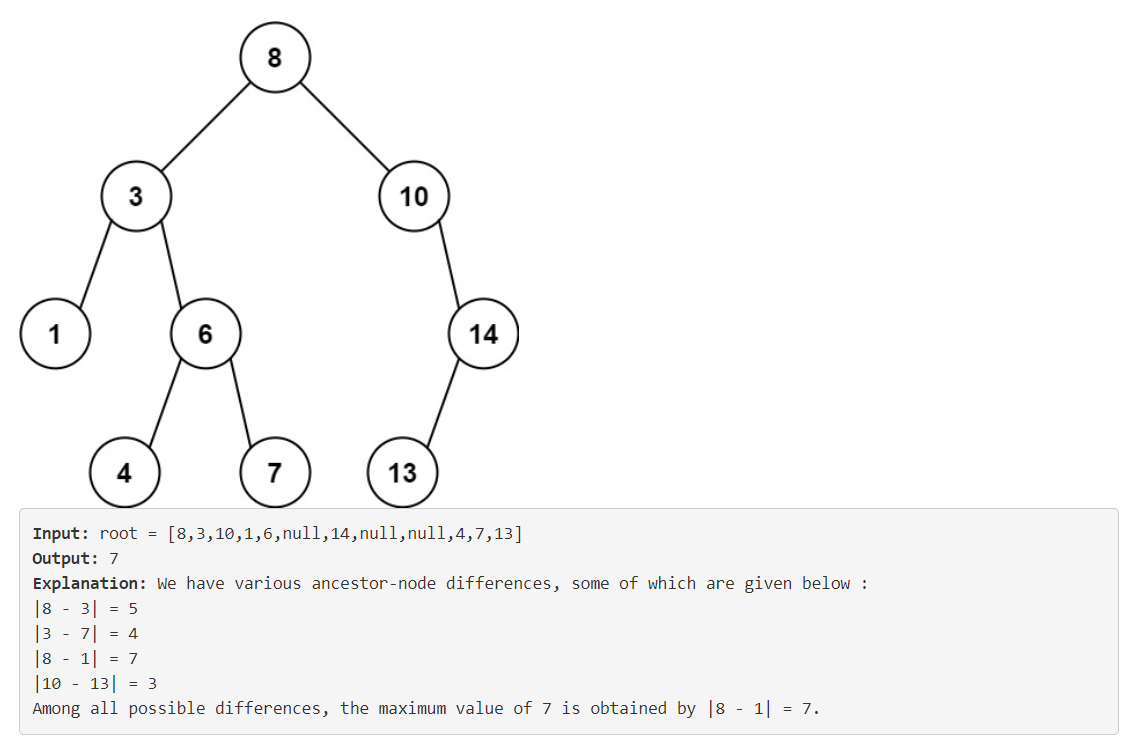 8
3 10
1 6 14
4 7 13
Input: root = [8,3,10,1,6,null,14,null,null,4,7,13]
Output: 7
Explanation: We have various ancestor-node differences, some of which are given below :
|8 - 3| = 5
|3 - 7| = 4
|8 - 1| = 7
|10 - 13| = 3
Among all possible differences, the maximum value of 7 is obtained by |8 - 1| = 7.